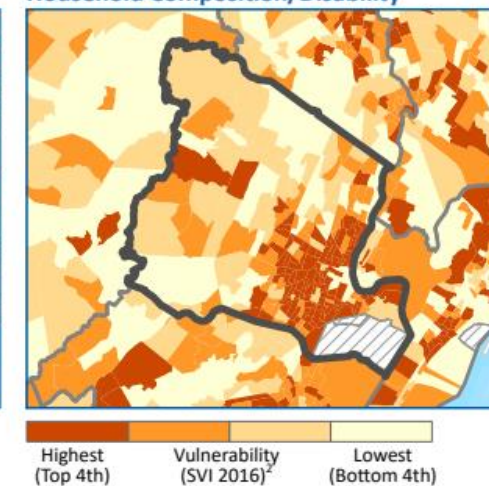 Household Composition/Disability
Highest Vulnerability Lowest
(Top 4th) (SVI 2016)² (Bottom 4th)